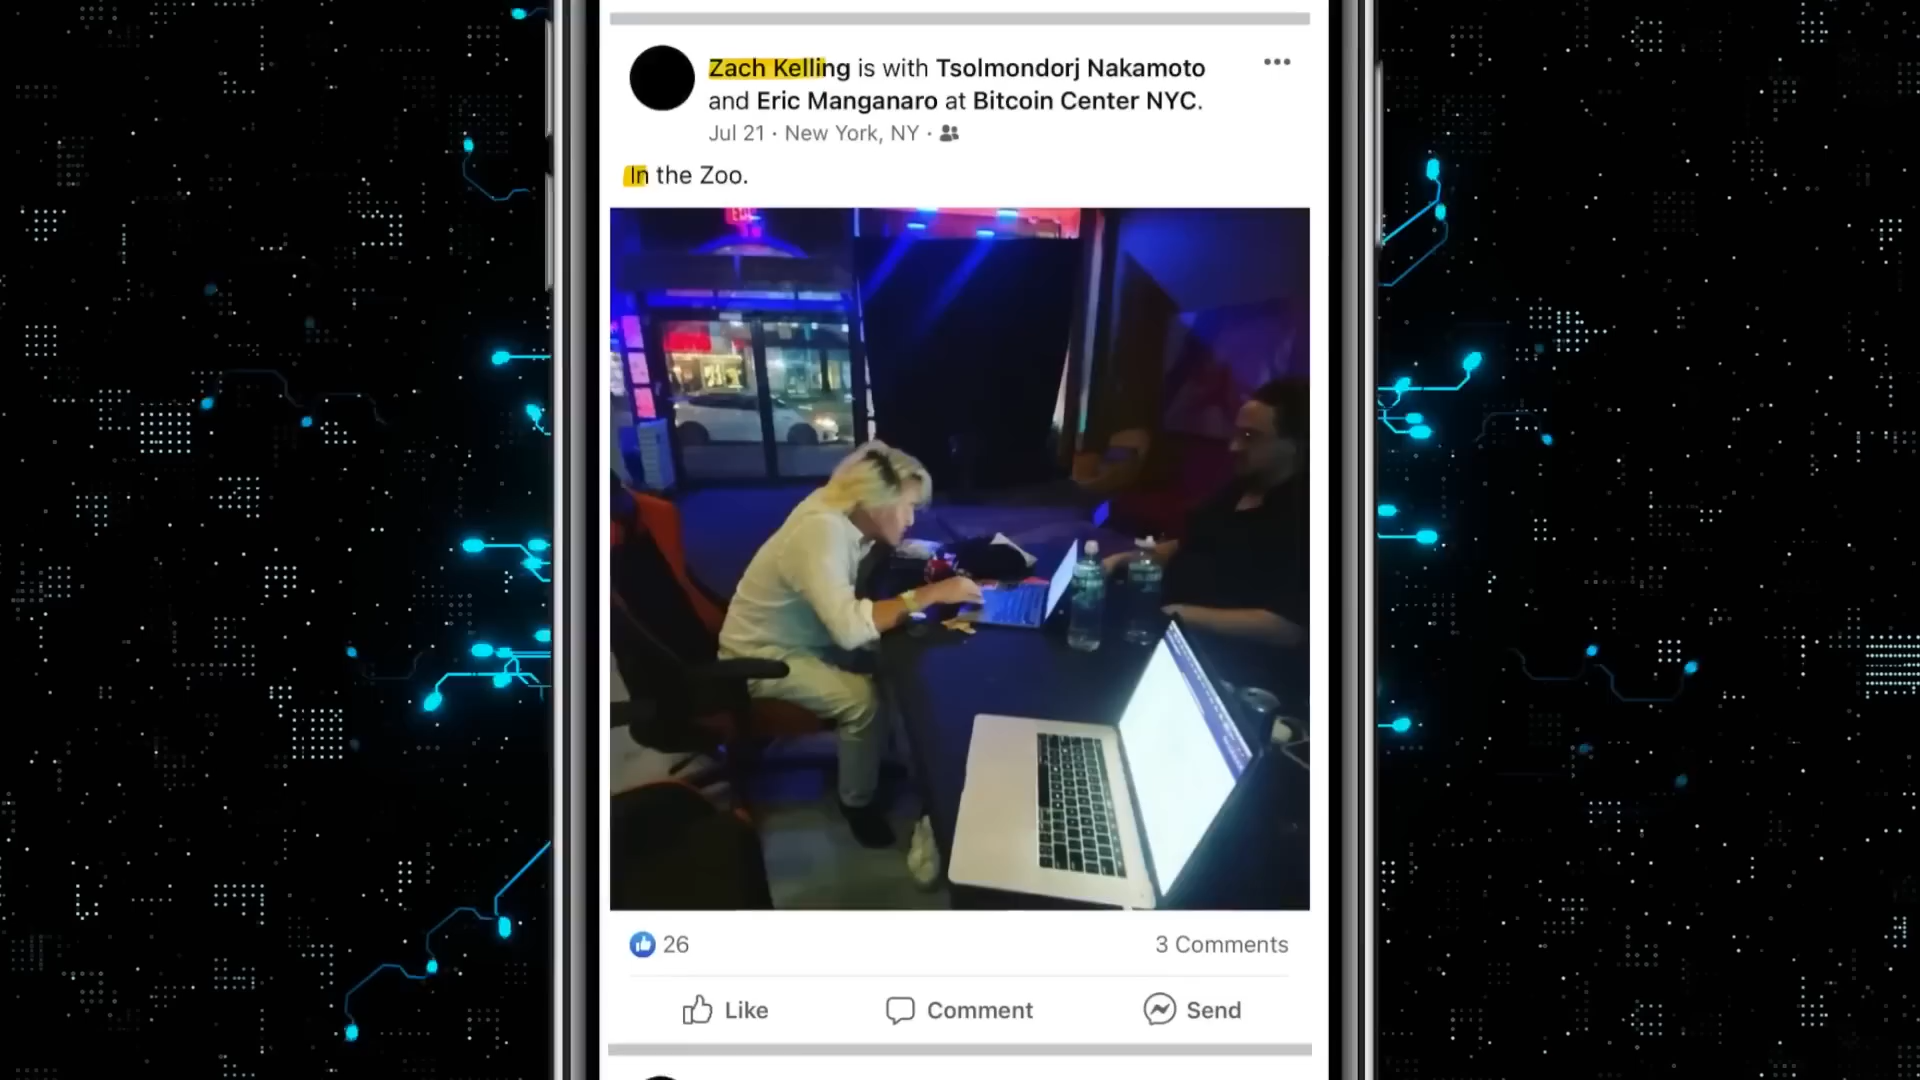 Zach Kelling is with Tsolmondorj Nakamoto
and Eric Manganaro at Bitcoin Center NYC.
Jul 21 · New York, NY ·
In the Zoo.
26
3 Comments
Like
Comment
Send